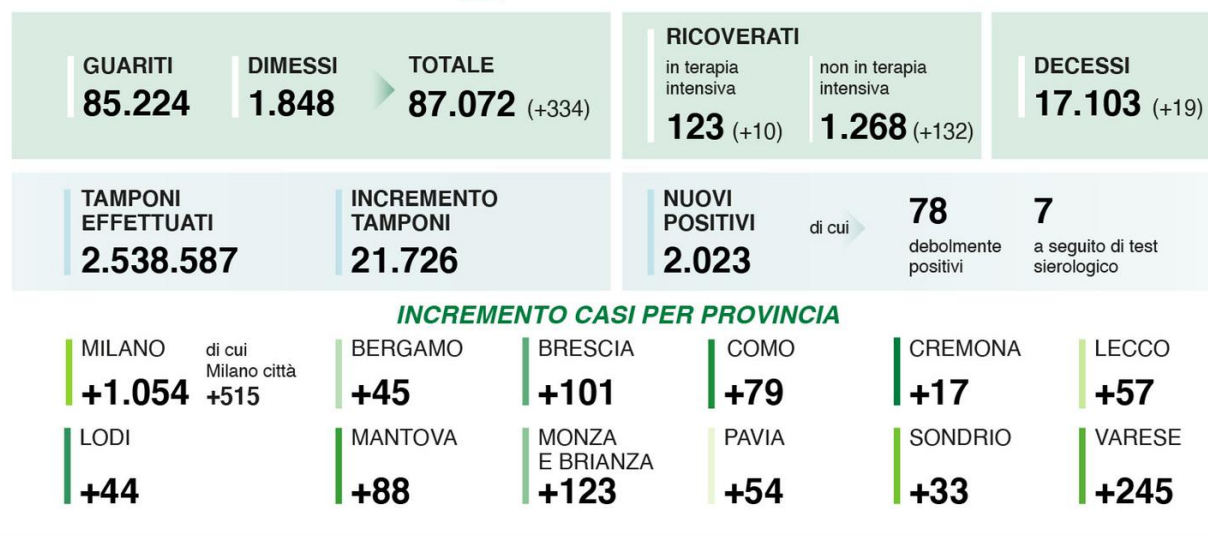 GUARITI
85.224
DIMESSI
1.848
TOTALE
87.072 (+334)
RICOVERATI
in terapia
intensiva
123 (+10)
non in terapia
intensiva
1.268 (+132)
DECESSI
17.103 (+19)
TAMPONI
EFFETTUATI
2.538.587
INCREMENTO
TAMPONI
21.726
NUOVI
POSITIVI
2.023
di cui
78
debolmente
positivi
7
a seguito di test
sierologico
INCREMENTO CASI PER PROVINCIA
MILANO
+1.054
di cui
Milano città
+515
BERGAMO
+45
BRESCIA
+101
COMO
+79
CREMONA
+17
LECCO
+57
LODI
+44
MANTOVA
+88
MONZA
E BRIANZA
+123
PAVIA
+54
SONDRIO
+33
VARESE
+245